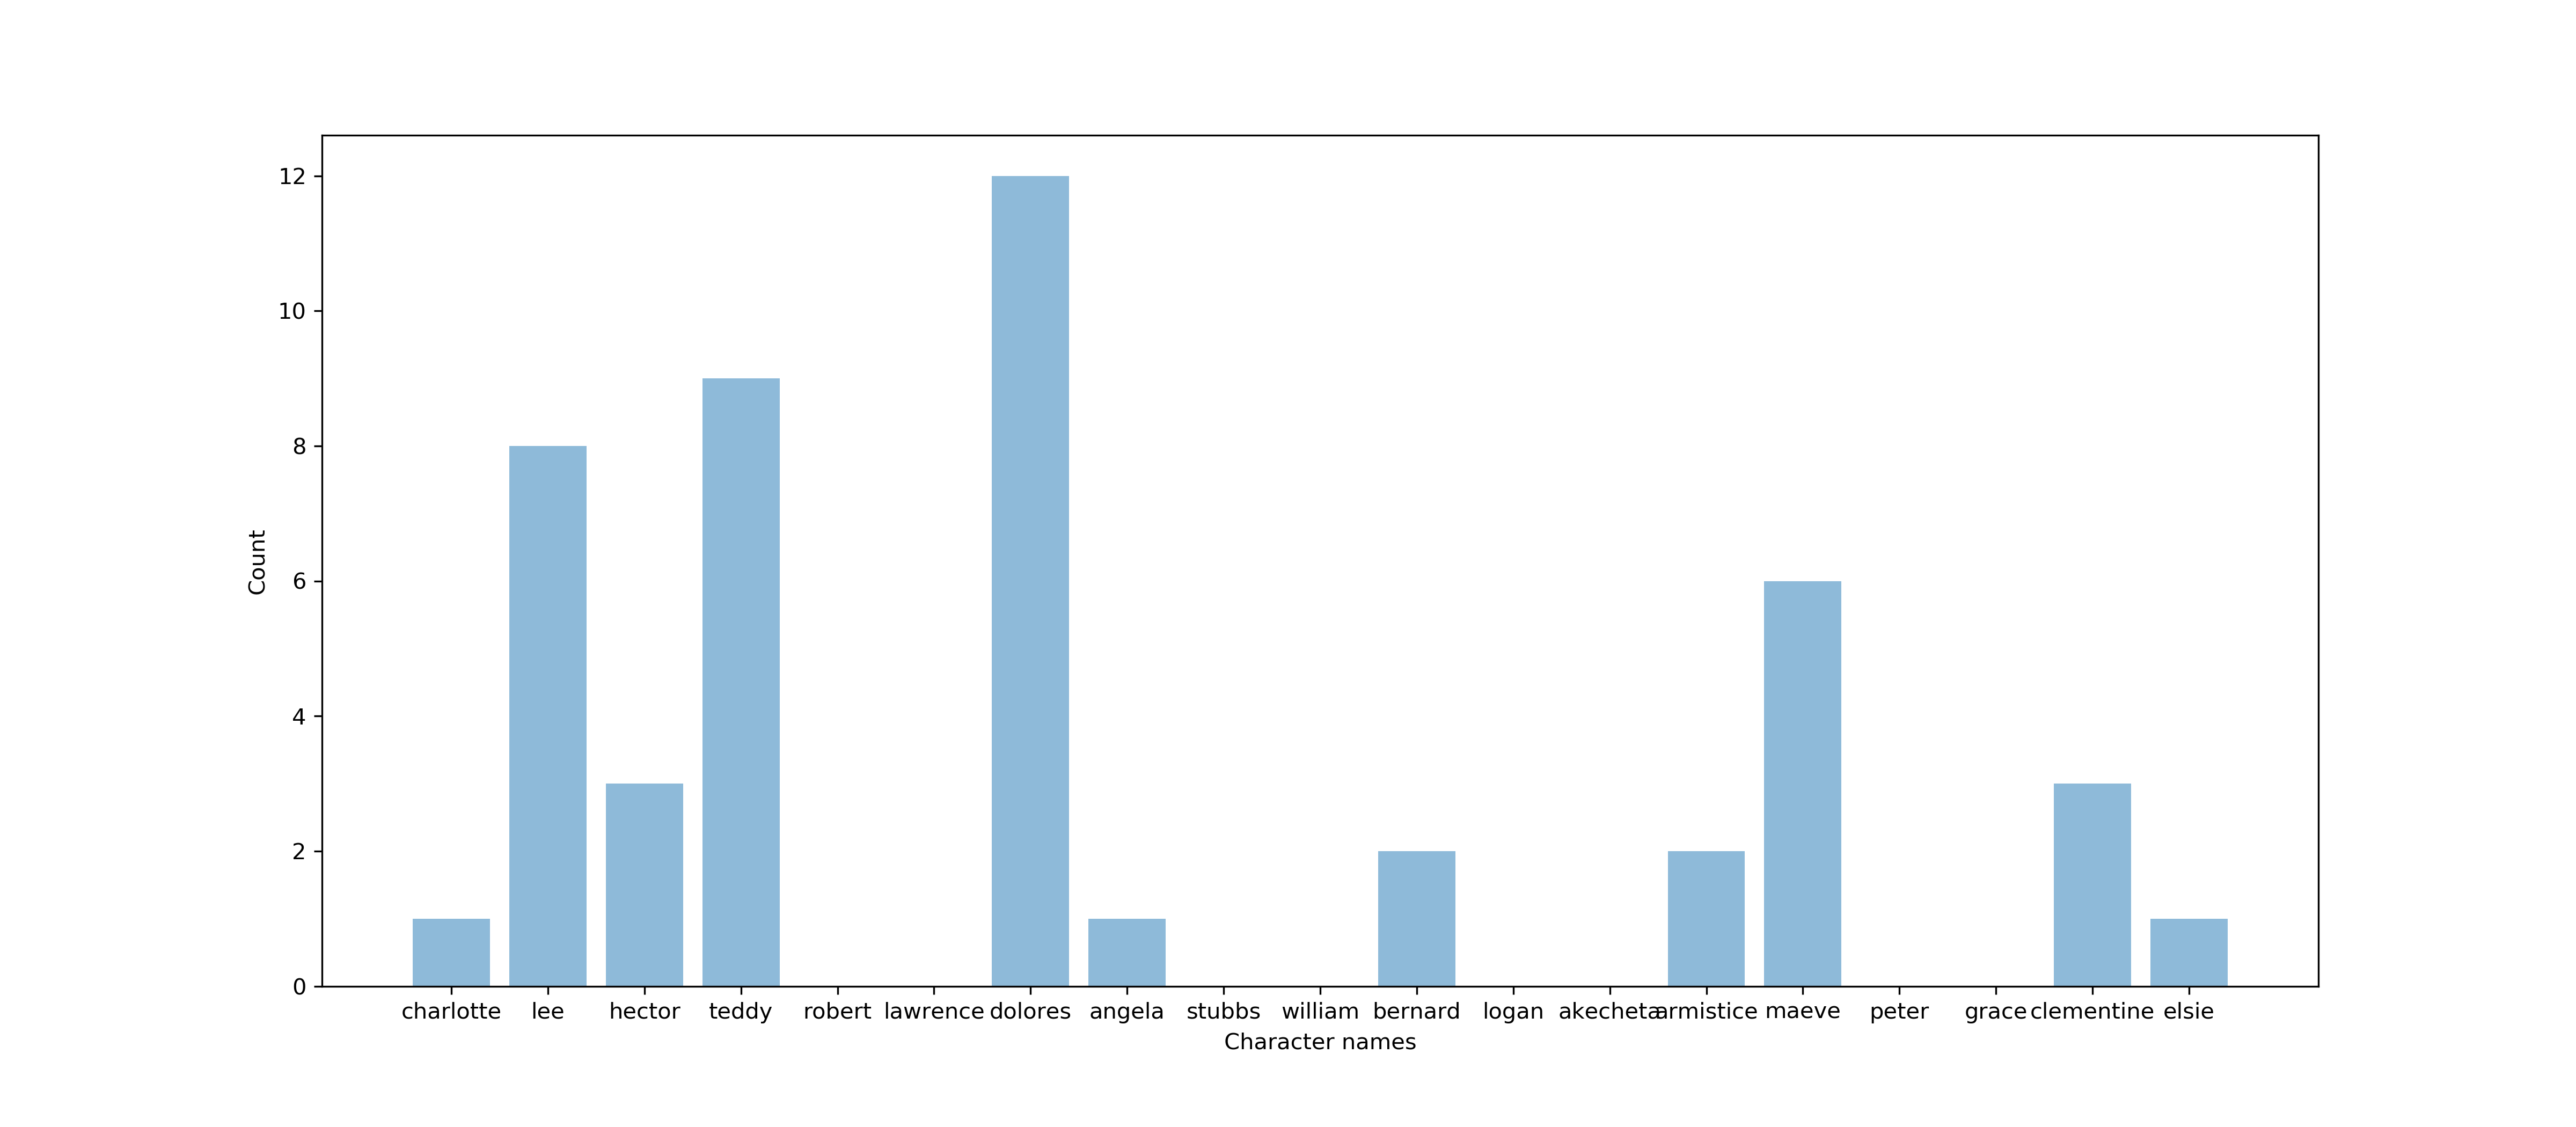 12
10
8
6
4
2
0
Count
charlotte lee hector teddy robert lawrence dolores angela stubbs william bernard logan akecheta armistice maeve peter grace clementine elsie
Character names